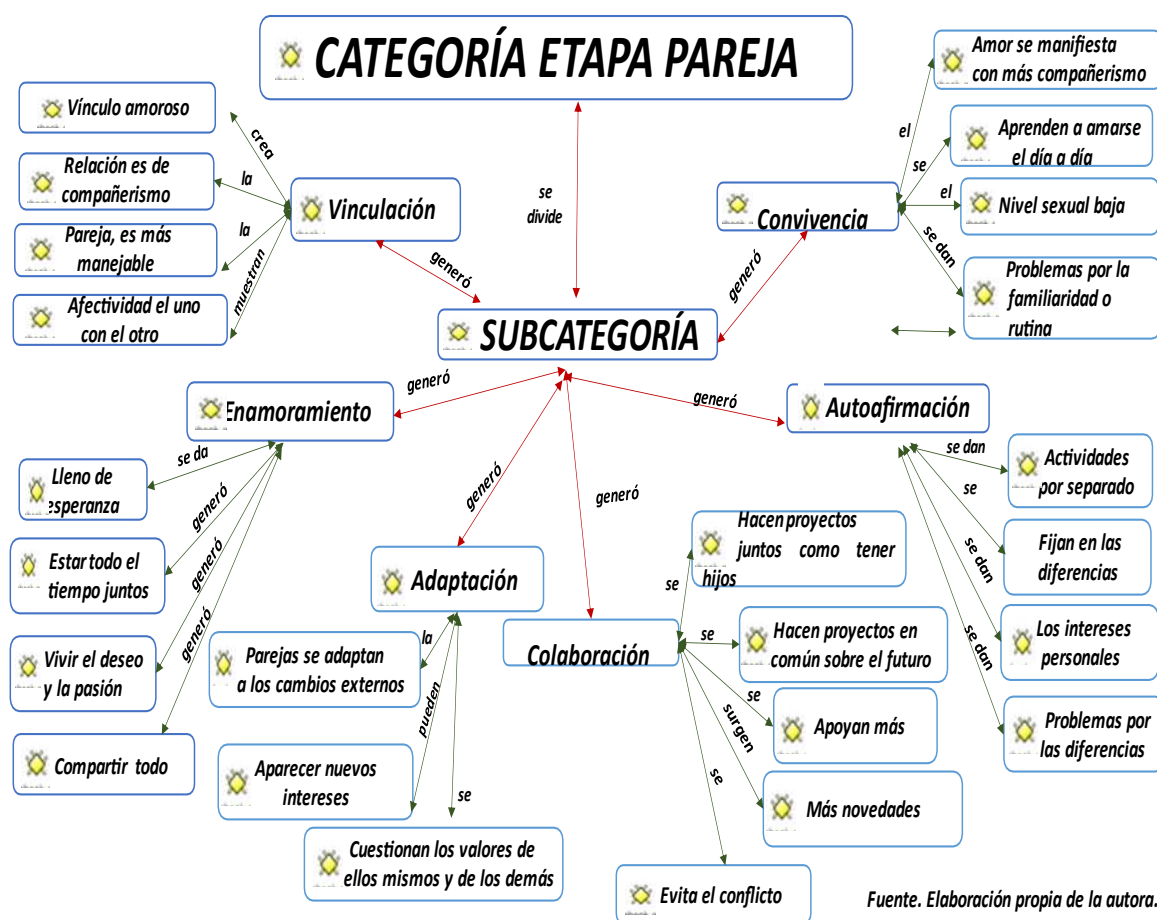 CATEGORÍA ETAPA PAREJA
se
divide
SUBCATEGORÍA
generó
Vinculación
crea
Vínculo amoroso
la
Relación es de
compañerismo
la
Pareja, es más
manejable
muestran
Afectividad el uno
con el otro
generó
Convivencia
el
Amor se manifiesta
con más compañerismo
se
Aprenden a amarse
el día a día
el
Nivel sexual baja
se dan
Problemas por la
familiaridad o
rutina
generó
Enamoramiento
se da
Lleno de
esperanza
generó
Estar todo el
tiempo juntos
generó
Vivir el deseo
y la pasión
generó
Compartir todo
generó
Adaptación
la
Parejas se adaptan
a los cambios externos
pueden
Aparecer nuevos
intereses
se
Cuestionan los valores de
ellos mismos y de los demás
generó
Colaboración
se
Hacen proyectos
juntos como tener
hijos
se
Hacen proyectos en
común sobre el futuro
se
Apoyan más
surgen
Más novedades
se
Evita el conflicto
generó
Autoafirmación
se dan
Actividades
por separado
se
Fijan en las
diferencias
se dan
Los intereses
personales
se dan
Problemas por
las diferencias
Fuente. Elaboración propia de la autora.